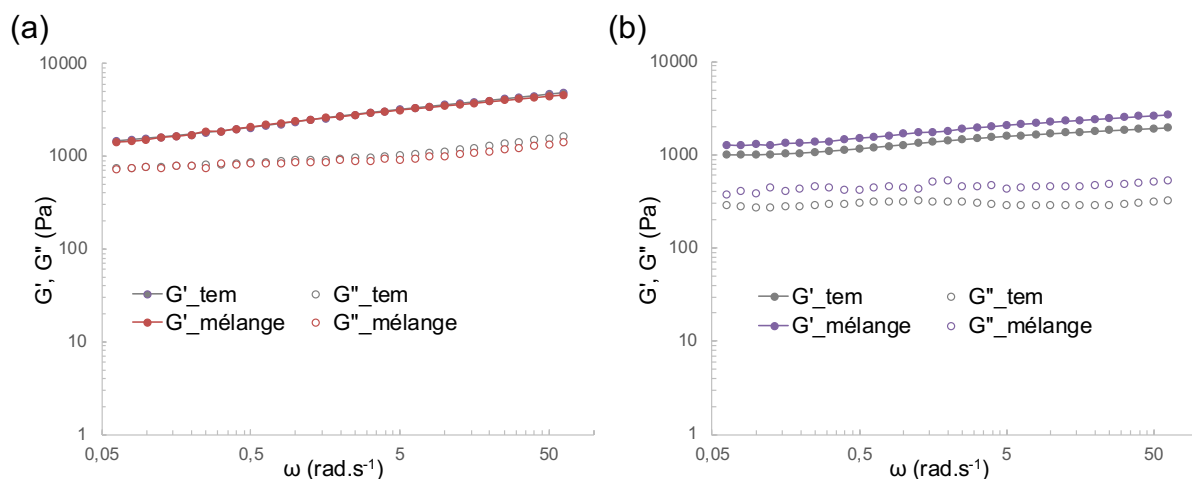 (a)
G', G" (Pa)
10000
1000
100
10
1
G'_tem G"_tem
G'_mélange G"_mélange
0,05 0,5 5 50
ω (rad.s⁻¹)
(b)
G', G" (Pa)
10000
1000
100
10
1
G'_tem G"_tem
G'_mélange G"_mélange
0,05 0,5 5 50
ω (rad.s⁻¹)